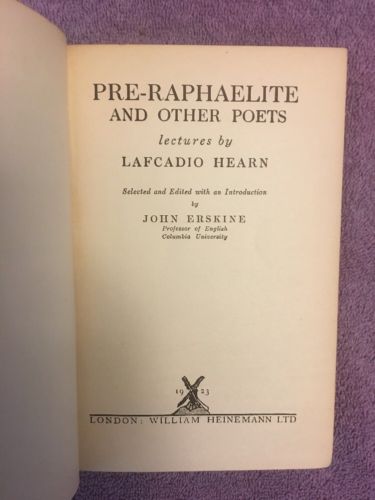 PRE-RAPHAELITE
AND OTHER POETS
lectures by
LAFCADIO HEARN
Selected and Edited with an Introduction
by
JOHN ERSKINE
Professor of English
Columbia University
19 23
LONDON: WILLIAM HEINEMANN LTD